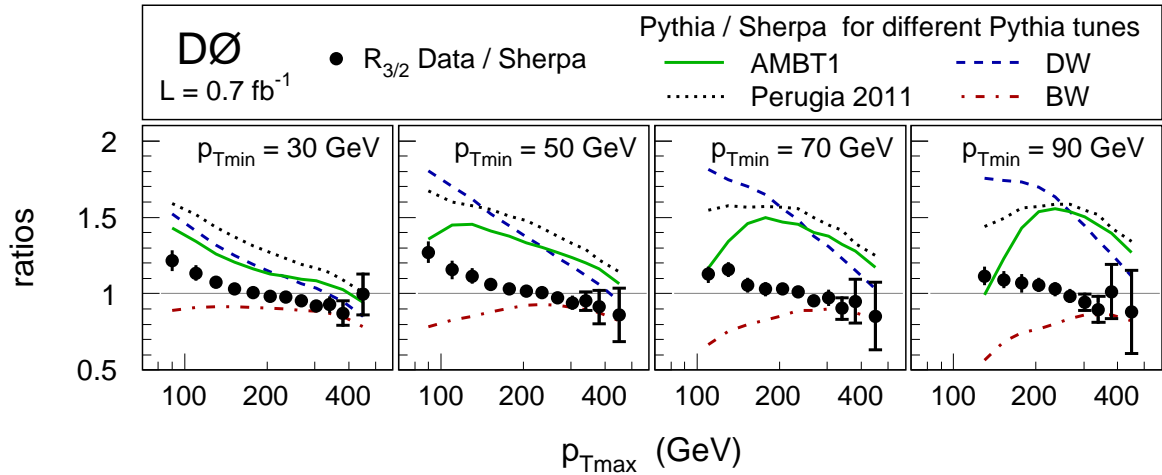 DØ
L = 0.7 fb-1
R3/2 Data / Sherpa
Pythia / Sherpa for different Pythia tunes
AMBT1
DW
Perugia 2011
BW
ratios
2
1.5
1
0.5
pTmin = 30 GeV
pTmin = 50 GeV
pTmin = 70 GeV
pTmin = 90 GeV
100 200 400
100 200 400
100 200 400
100 200 400
pTmax (GeV)